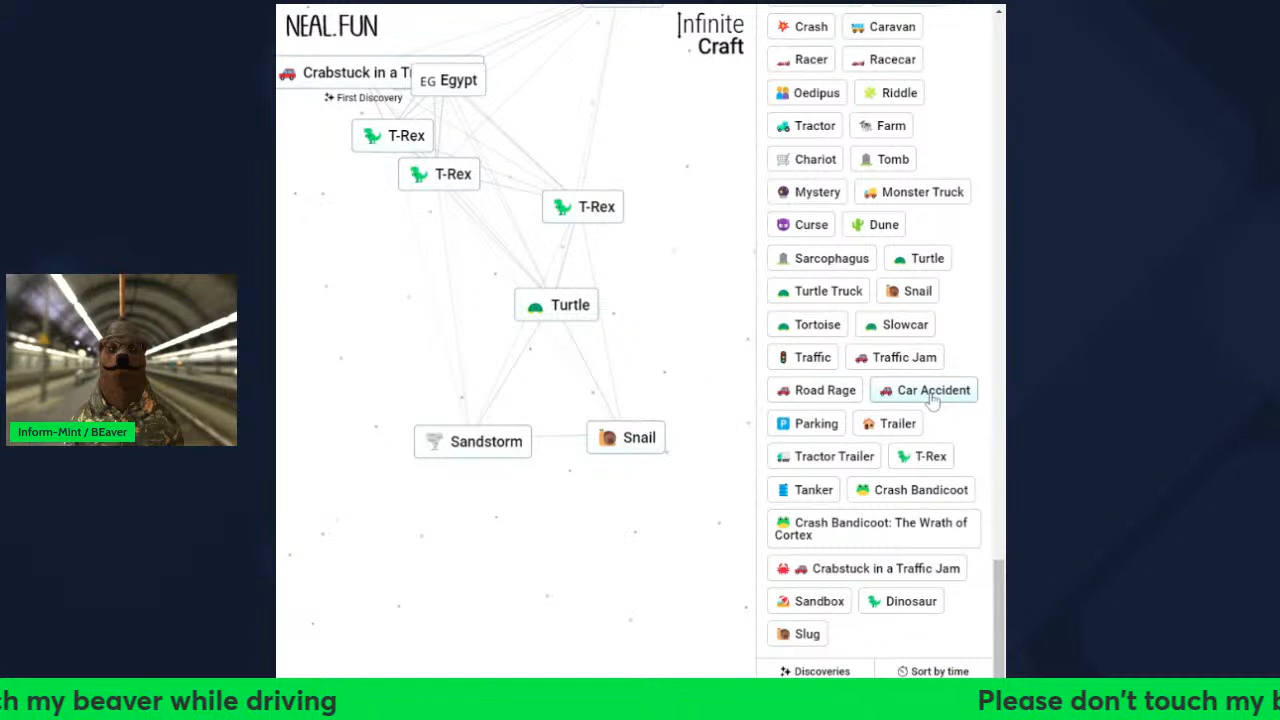 NEAL.FUN
Infinite
Craft
Crabstuck in a T
EG Egypt
First Discovery
T-Rex
T-Rex
T-Rex
Turtle
Sandstorm
Snail
Crash
Caravan
Racer
Racecar
Oedipus
Riddle
Tractor
Farm
Chariot
Tomb
Mystery
Monster Truck
Curse
Dune
Sarcophagus
Turtle
Turtle Truck
Snail
Tortoise
Slowcar
Traffic
Traffic Jam
Road Rage
Car Accident
P Parking
Trailer
Tractor Trailer
T-Rex
Tanker
Crash Bandicoot
Crash Bandicoot: The Wrath of
Cortex
Crabstuck in a Traffic Jam
Sandbox
Dinosaur
Slug
Discoveries
Sort by time
Inform-Mint / BEaver
ch my beaver while driving
Please don't touch my b